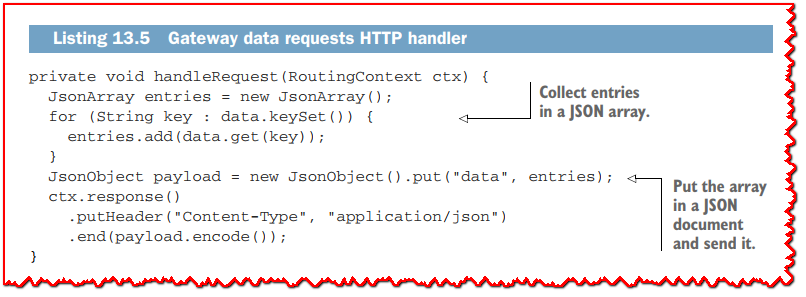 Listing 13.5 Gateway data requests HTTP handler
private void handleRequest(RoutingContext ctx) {
JsonArray entries = new JsonArray();
for (String key : data.keySet()) {
entries.add(data.get(key));
}
JsonObject payload = new JsonObject().put("data", entries);
ctx.response()
.putHeader("Content-Type", "application/json")
.end(payload.encode());
}
Collect entries
in a JSON array.
Put the array
in a JSON
document
and send it.